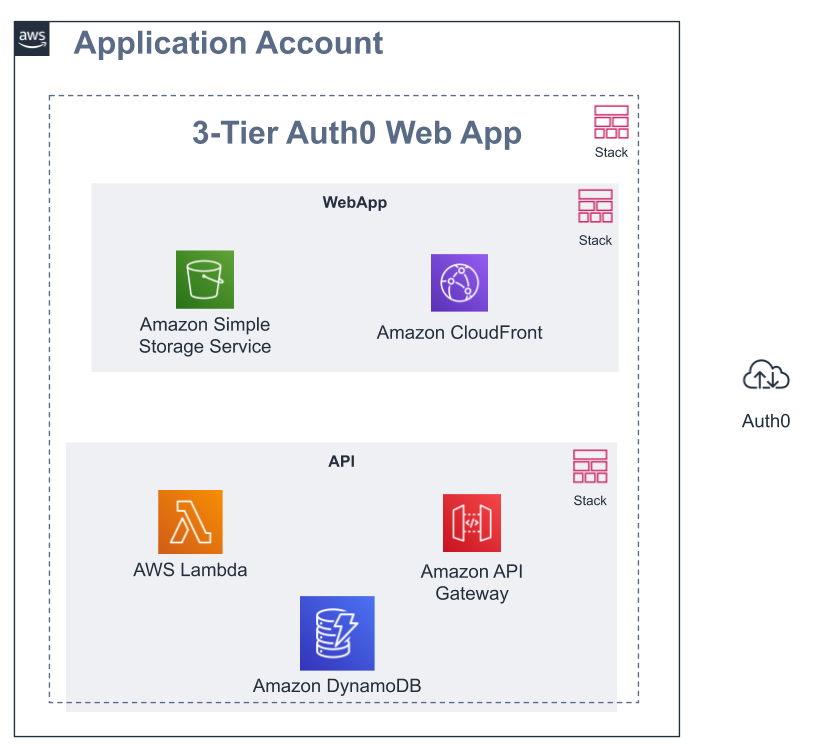 aws
Application Account
3-Tier Auth0 Web App
Stack
WebApp
Stack
Amazon Simple
Storage Service
Amazon CloudFront
Auth0
API
Stack
AWS Lambda
Amazon API
Gateway
Amazon DynamoDB